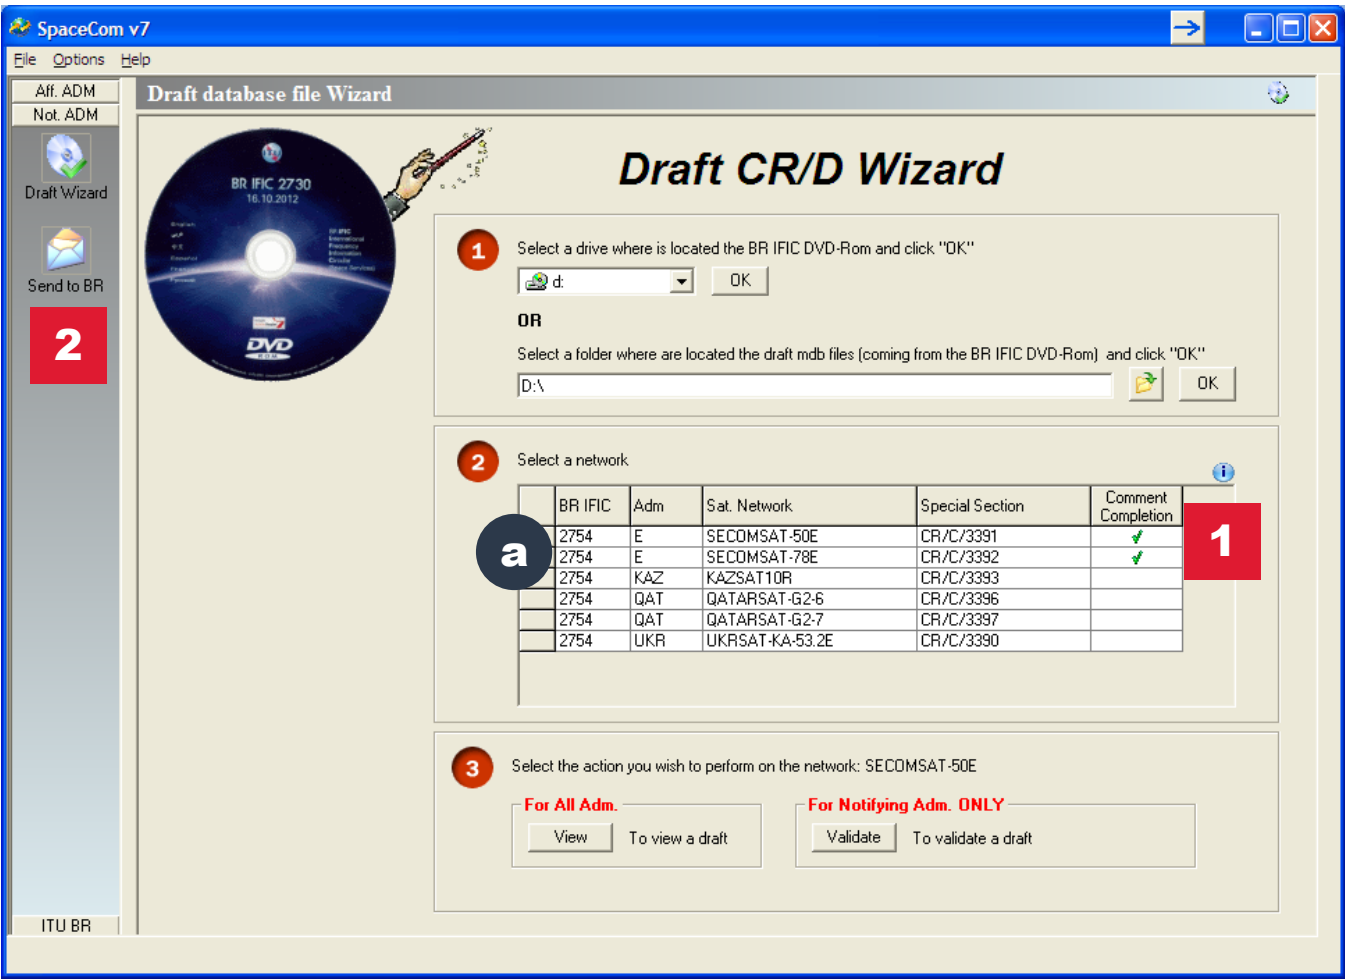 SpaceCom v7
File Options Help
Aff. ADM
Not. ADM
Draft Wizard
Send to BR
2
ITU BR
Draft database file Wizard
BR IFIC 2730
16.10.2012
DVD
Draft CR/D Wizard
1
Select a drive where is located the BR IFIC DVD-Rom and click "OK"
d:
OK
OR
Select a folder where are located the draft mdb files (coming from the BR IFIC DVD-Rom) and click "OK"
D:\
OK
2
Select a network
BR IFIC Adm Sat. Network Special Section Comment Completion
2754 E SECOMSAT-50E CR/C/3391
2754 E SECOMSAT-78E CR/C/3392
2754 KAZ KAZSAT10R CR/C/3393
2754 QAT QATARSAT-G2-6 CR/C/3396
2754 QAT QATARSAT-G2-7 CR/C/3397
2754 UKR UKRSAT-KA-53.2E CR/C/3390
a
1
3
Select the action you wish to perform on the network: SECOMSAT-50E
For All Adm.
View To view a draft
For Notifying Adm. ONLY
Validate To validate a draft